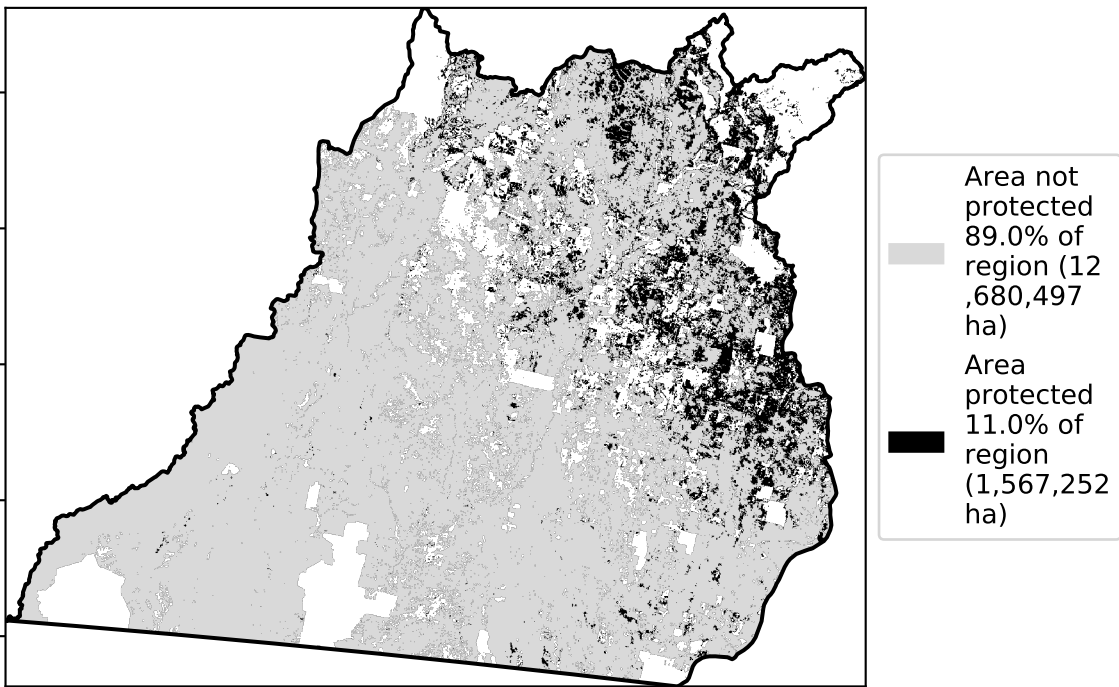 Area not
protected
89.0% of
region (12
,680,497
ha)
Area
protected
11.0% of
region
(1,567,252
ha)